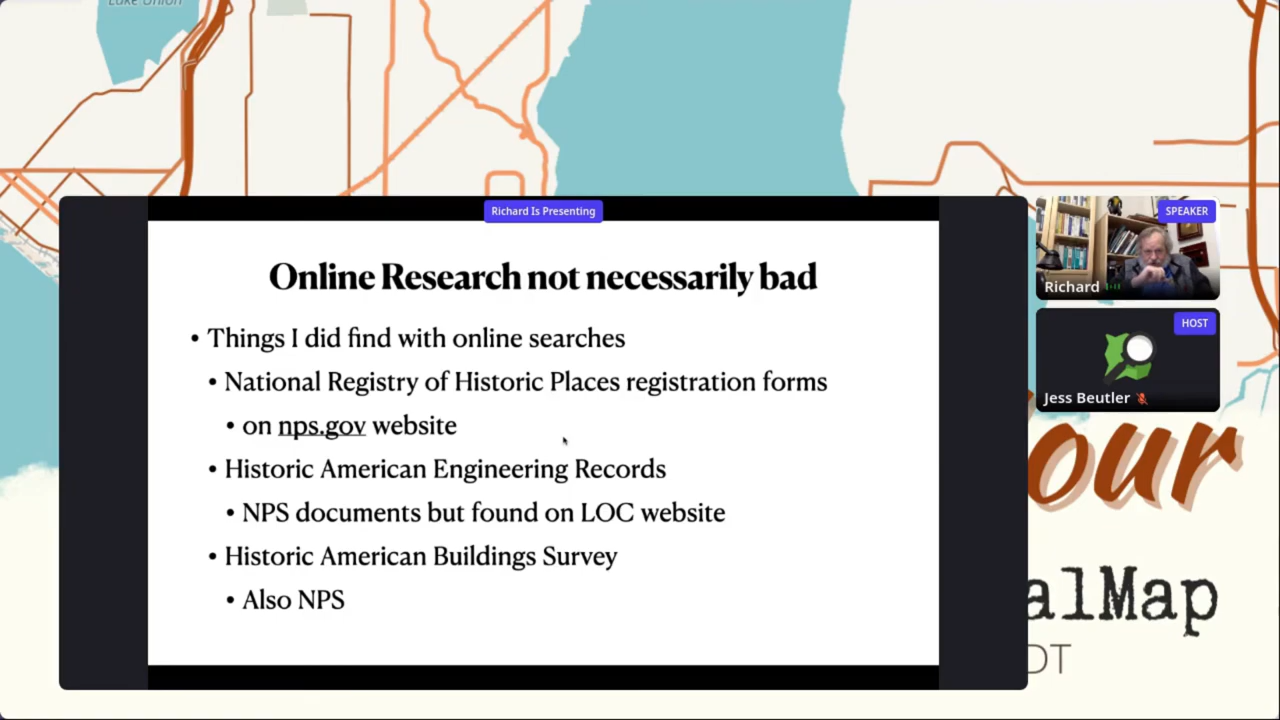 Lake Union
Richard Is Presenting
Online Research not necessarily bad
• Things I did find with online searches
• National Registry of Historic Places registration forms
• on nps.gov website
• Historic American Engineering Records
• NPS documents but found on LOC website
• Historic American Buildings Survey
• Also NPS
SPEAKER
Richard
HOST
Jess Beutler
our
alMap
DT